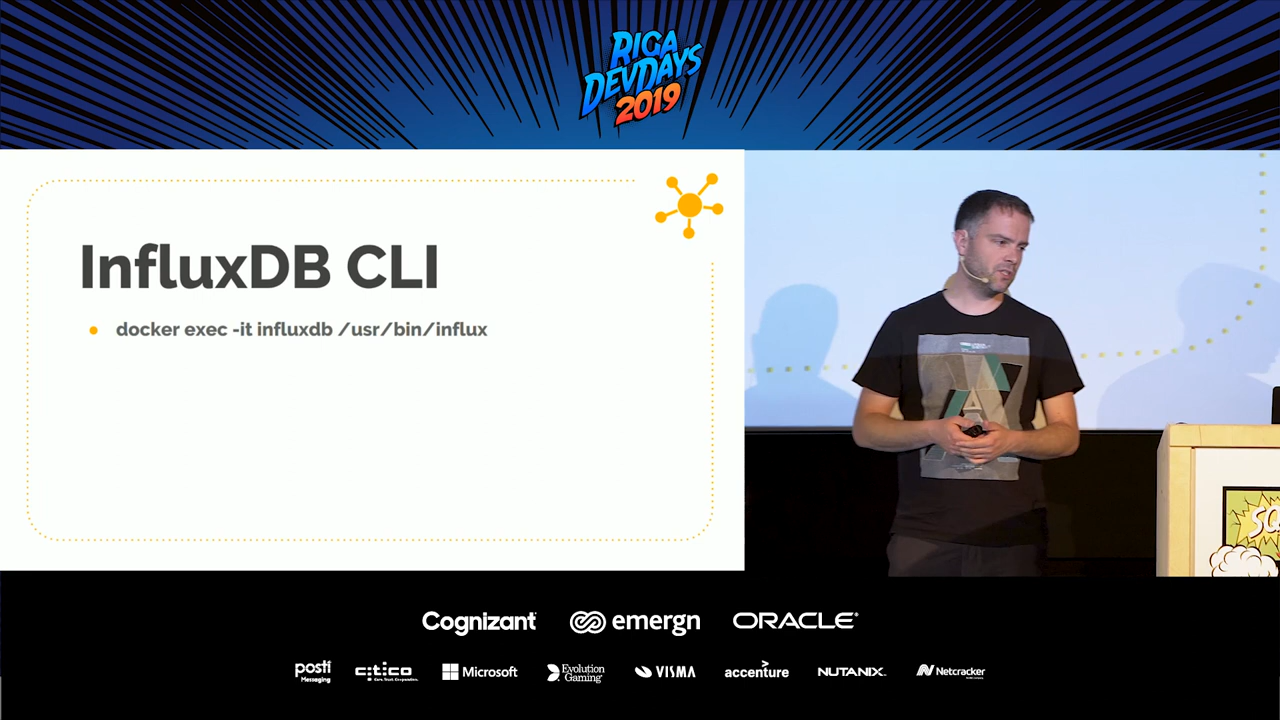 RIGA
DEVDAYS
2019
InfluxDB CLI
docker exec -it influxdb /usr/bin/influx
Cognizant
emergn
ORACLE
posti
Messaging
citico
Microsoft
Evolution
Gaming
VISMA
accenture
NUTANIX
Netcracker